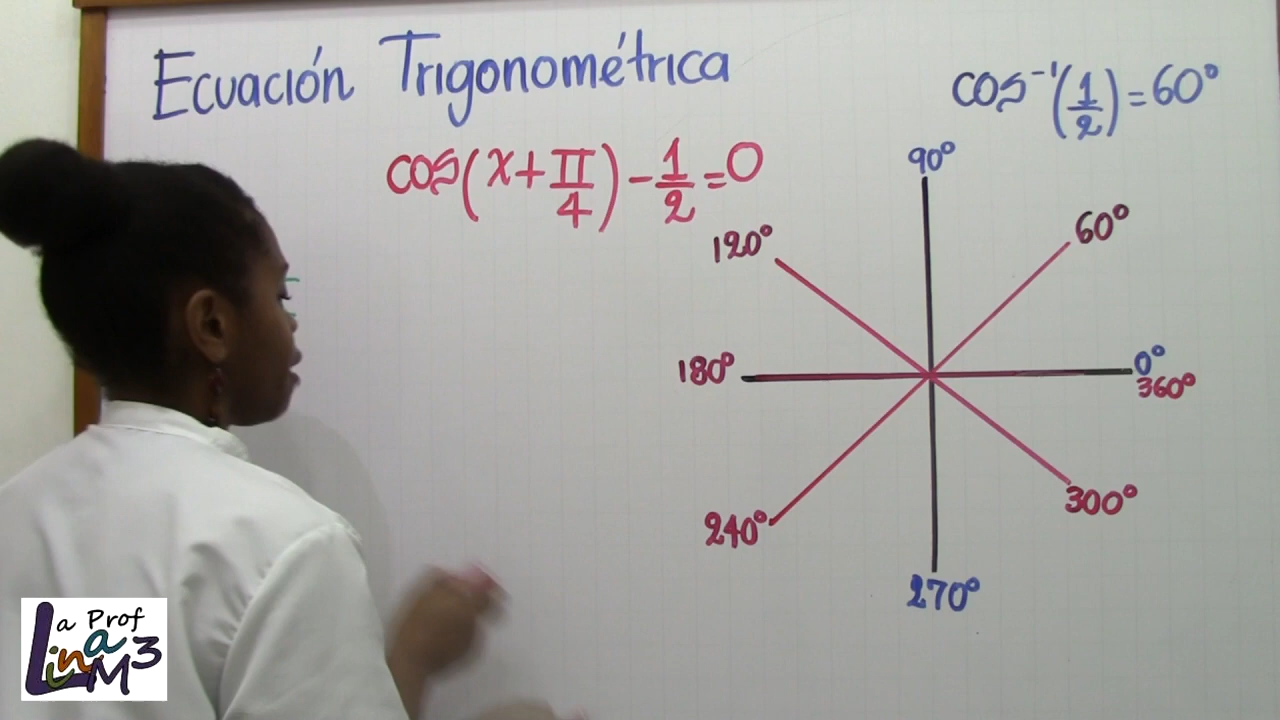 Ecuación Trigonométrica
cos⁻¹(1/2) = 60°
cos(x + π/4) - 1/2 = 0
90°
60°
120°
180°
0°
360°
240°
300°
270°
La Prof
Lina M3